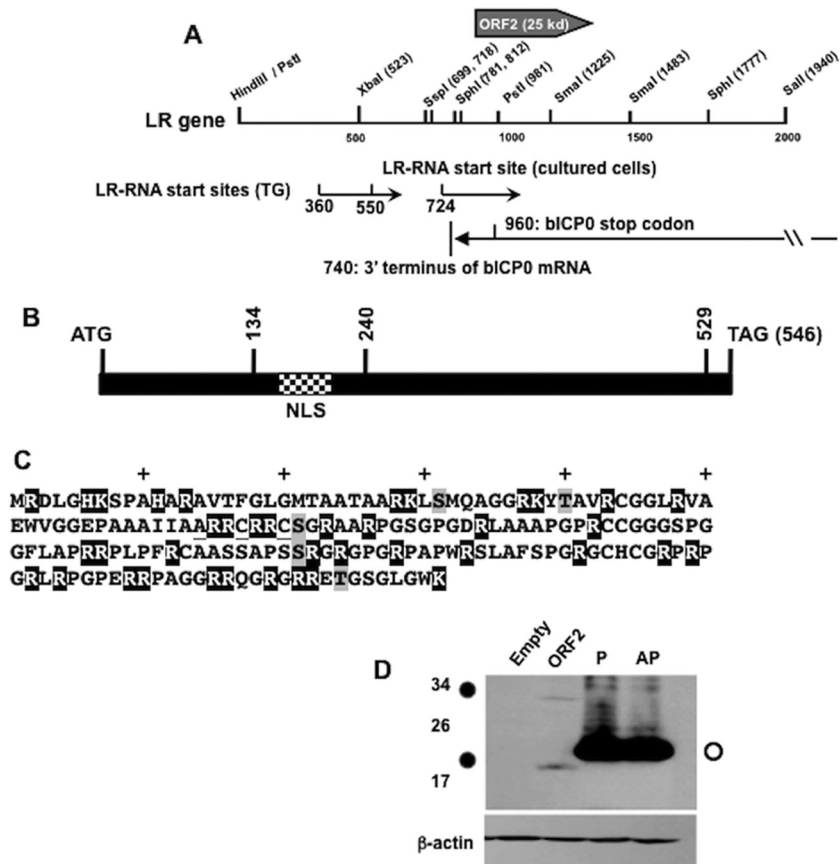 A
ORF2 (25 kd)
HindIII / PstI
XbaI (523)
SspI (699, 718)
SphI (781, 812)
PstI (981)
SmaI (1225)
SmaI (1483)
SphI (1777)
SalI (1940)
LR gene
500 1000 1500 2000
LR-RNA start site (cultured cells)
LR-RNA start sites (TG)
360 550 724
960: bICP0 stop codon
740: 3' terminus of bICP0 mRNA
B
ATG 134 240 529 TAG (546)
NLS
C
+ + + + +
MRDLGHKSPAHARAVTFGLGMTAATAARKLSMQAGGRKYTAVRCGGLRVA
EWVGGEPAAAIIAARRCRRCSGRAARPGSGPGDRLAAAPGPRCCGGGSPG
GFLAPRRPLPFRCAASSAPSSRGRGPGRPAPWRSLAFSPGRGCHCGRPRP
GRLRPGPERRPAGGRRQGRGRRETGSGLGWK
D
Empty ORF2 P AP
34
26
17
β-actin